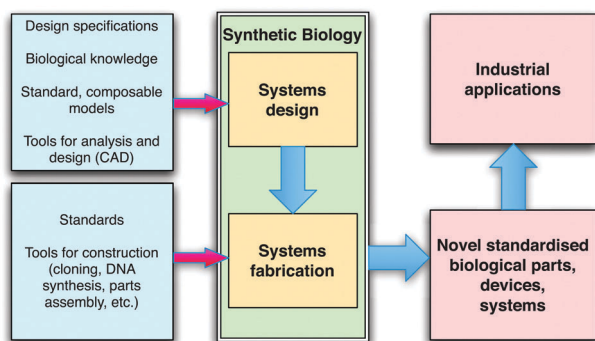 Design specifications
Biological knowledge
Standard, composable
models
Tools for analysis and
design (CAD)
Standards
Tools for construction
(cloning, DNA
synthesis, parts
assembly, etc.)
Synthetic Biology
Systems
design
Systems
fabrication
Industrial
applications
Novel standardised
biological parts,
devices,
systems